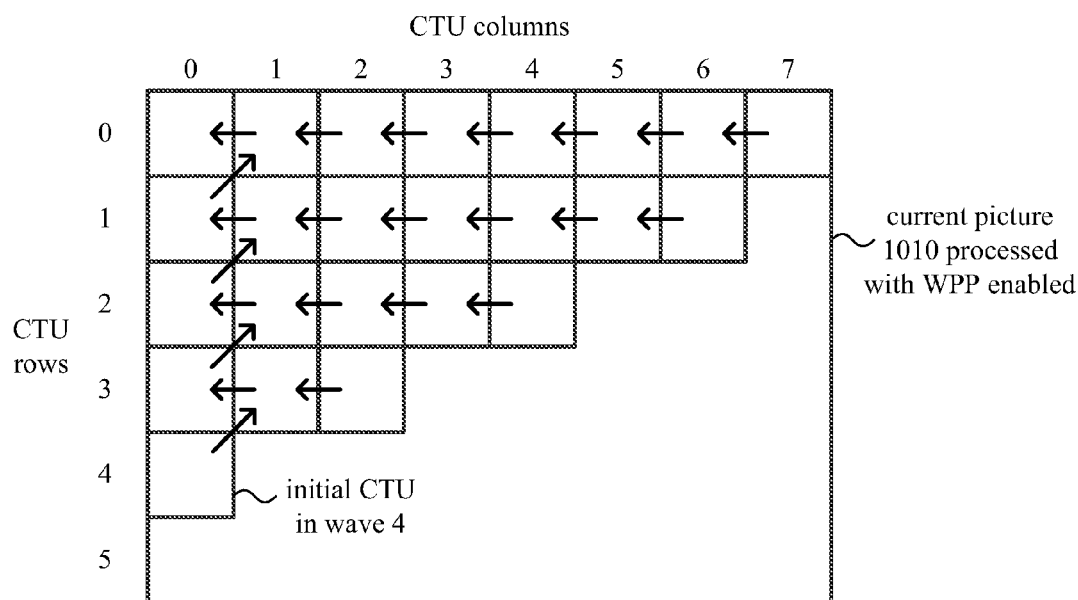 CTU columns
0 1 2 3 4 5 6 7
0
1
current picture
1010 processed
with WPP enabled
2
CTU
rows
3
4
initial CTU
in wave 4
5